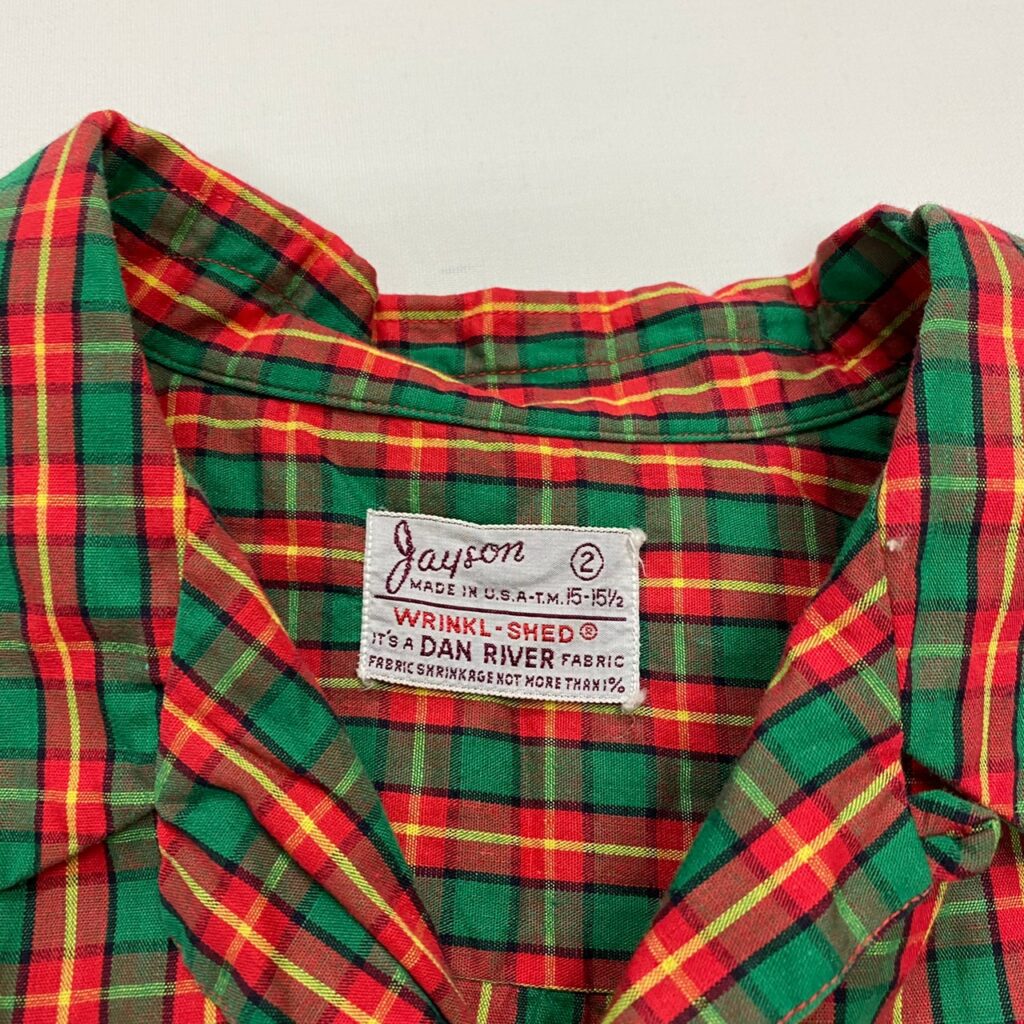 Jayson 2
MADE IN U.S.A-T.M. 15-15½
WRINKL-SHED®
IT'S A DAN RIVER FABRIC
FABRIC SHRINKAGE NOT MORE THAN 1%